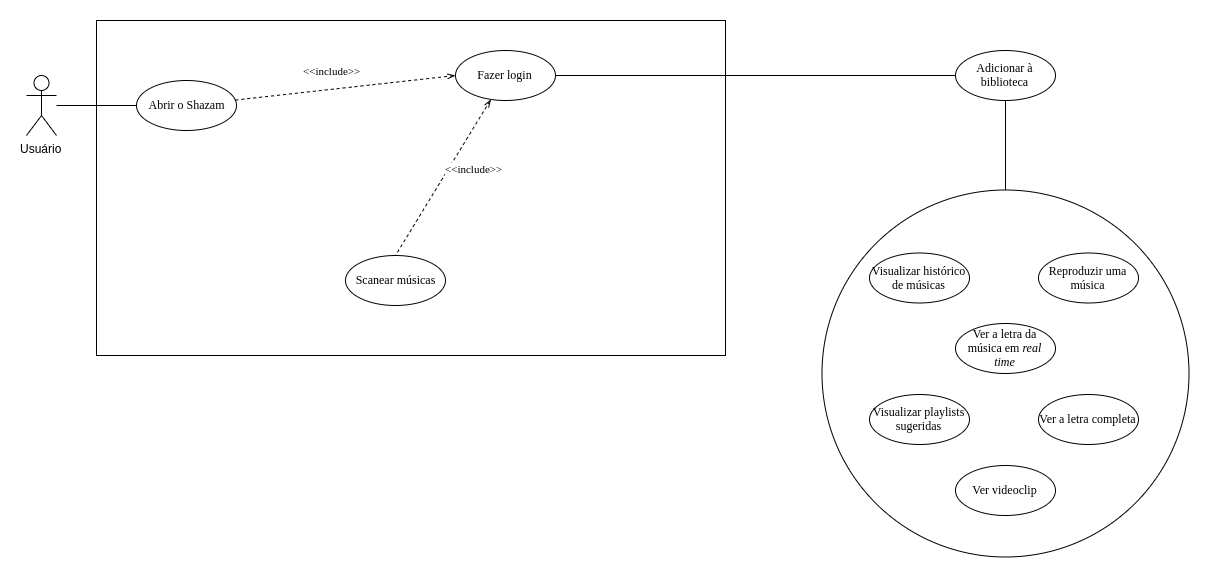 Usuário
Abrir o Shazam
<<include>>
Fazer login
<<include>>
Scanear músicas
Adicionar à
biblioteca
Visualizar histórico
de músicas
Reproduzir uma
música
Ver a letra da
música em real
time
Visualizar playlists
sugeridas
Ver a letra completa
Ver videoclip